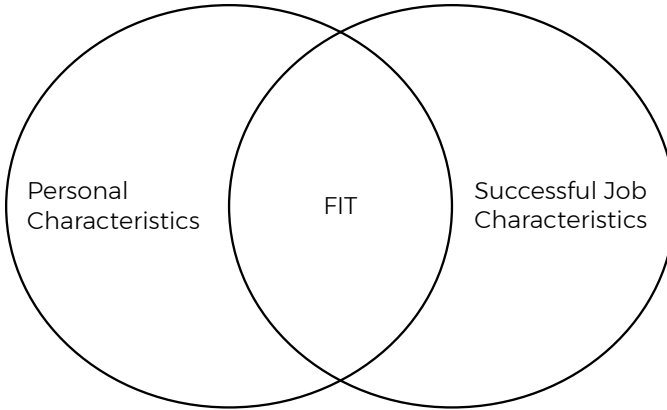 Personal
Characteristics
FIT
Successful Job
Characteristics